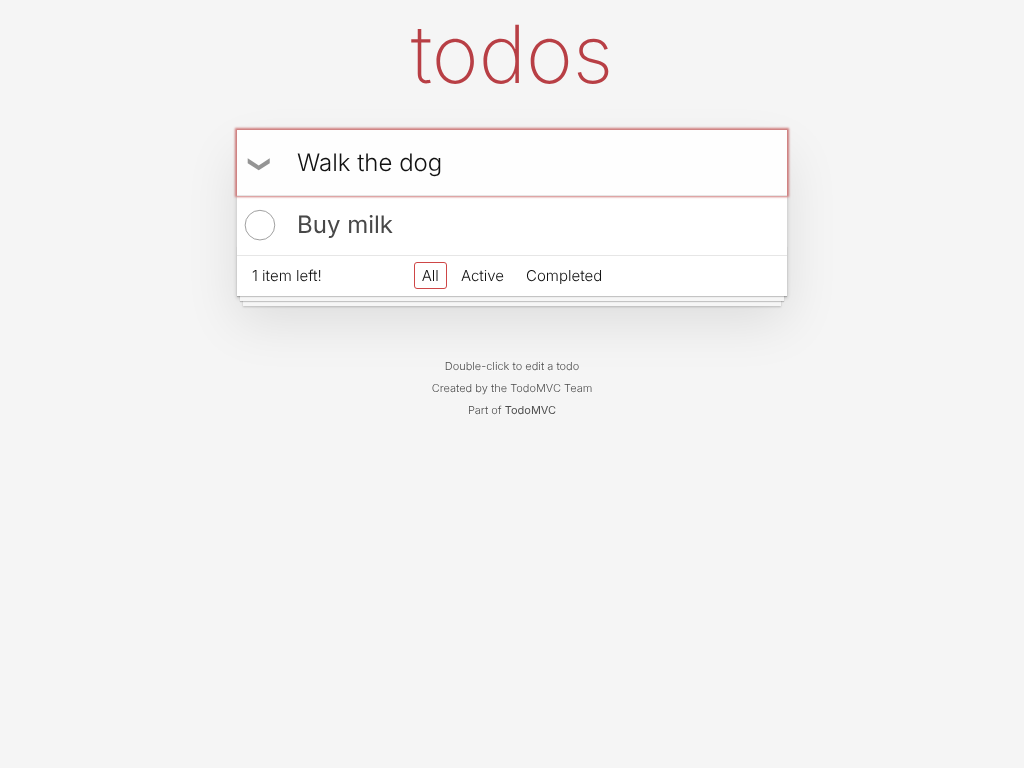 todos
Walk the dog
Buy milk
1 item left!
All
Active
Completed
Double-click to edit a todo
Created by the TodoMVC Team
Part of TodoMVC